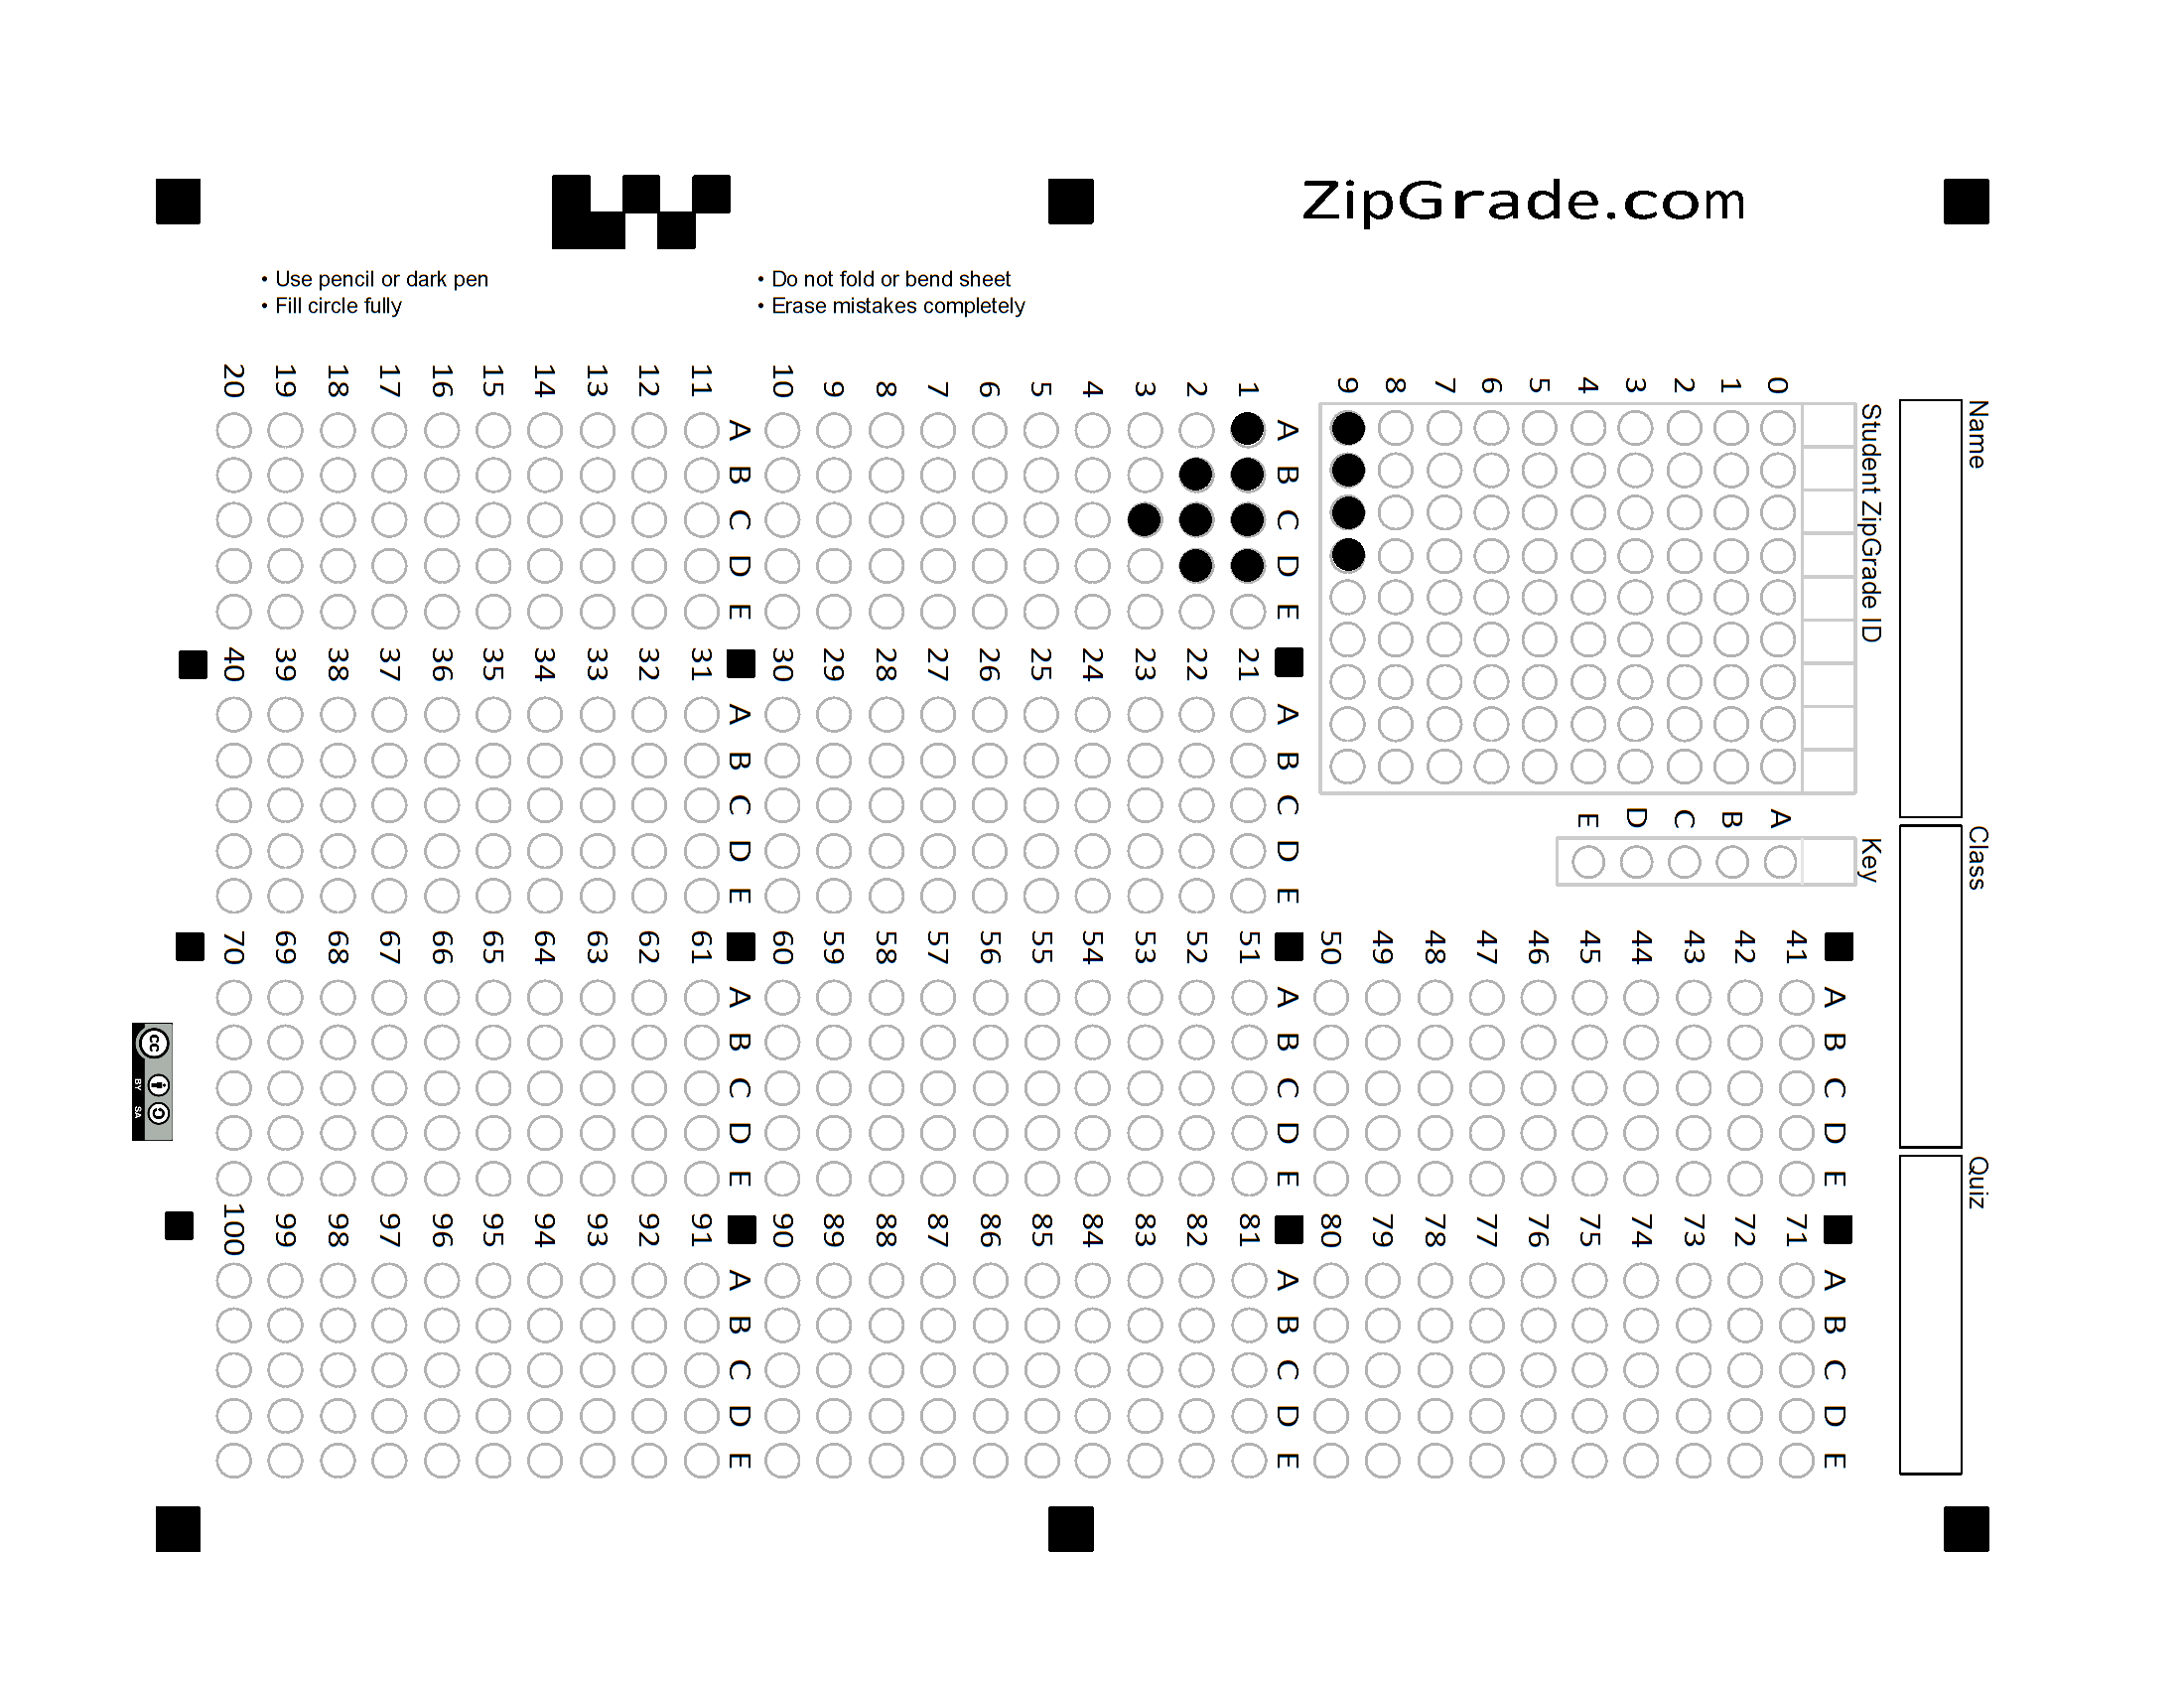 ZipGrade.com
• Use pencil or dark pen
• Fill circle fully
• Do not fold or bend sheet
• Erase mistakes completely
Name Class Quiz
Student ZipGrade ID Key
A B C D E A B C D E
0 A 41 71
1 B 42 72
2 C 43 73
3 D 44 74
4 E 45 75
5 46 76
6 47 77
7 48 78
8 49 79
9 50 80
A B C D E A B C D E A B C D E A B C D E
1 21 51 81
2 22 52 82
3 23 53 83
4 24 54 84
5 25 55 85
6 26 56 86
7 27 57 87
8 28 58 88
9 29 59 89
10 30 60 90
A B C D E A B C D E A B C D E A B C D E
11 31 61 91
12 32 62 92
13 33 63 93
14 34 64 94
15 35 65 95
16 36 66 96
17 37 67 97
18 38 68 98
19 39 69 99
20 40 70 100
cc
BY SA